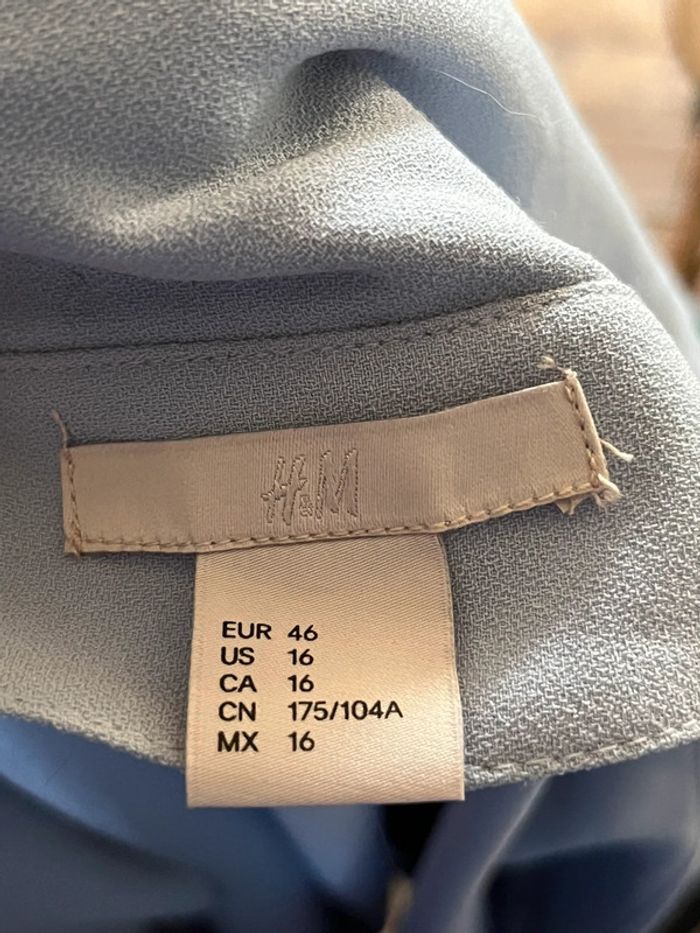 H&M
EUR 46
US 16
CA 16
CN 175/104A
MX 16